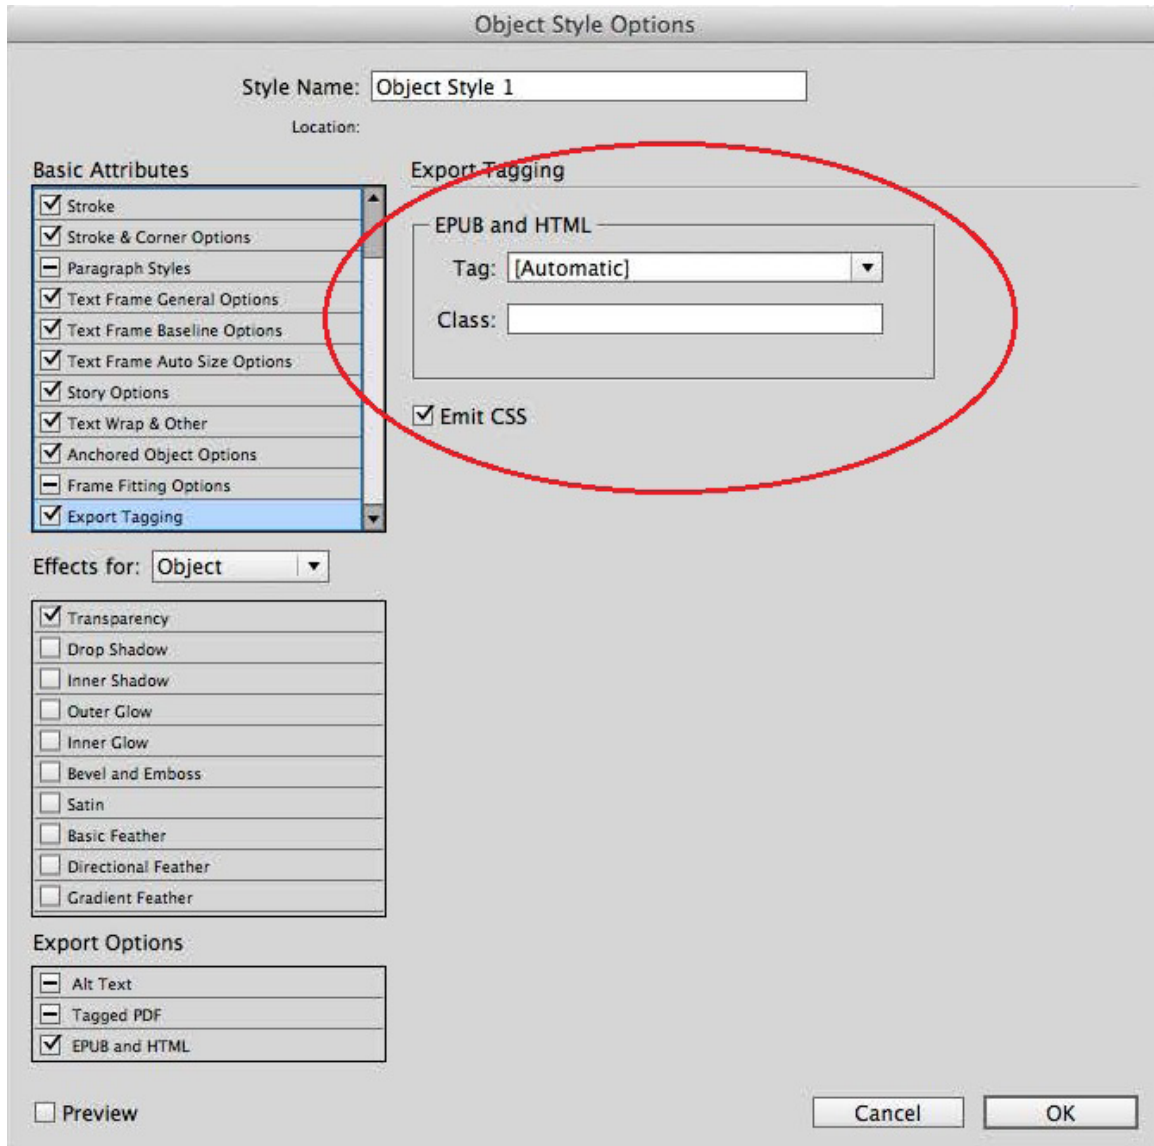 Object Style Options
Style Name: Object Style 1
Location:
Basic Attributes
Stroke
Stroke & Corner Options
Paragraph Styles
Text Frame General Options
Text Frame Baseline Options
Text Frame Auto Size Options
Story Options
Text Wrap & Other
Anchored Object Options
Frame Fitting Options
Export Tagging
Export Tagging
EPUB and HTML
Tag: [Automatic]
Class:
Emit CSS
Effects for: Object
Transparency
Drop Shadow
Inner Shadow
Outer Glow
Inner Glow
Bevel and Emboss
Satin
Basic Feather
Directional Feather
Gradient Feather
Export Options
Alt Text
Tagged PDF
EPUB and HTML
Preview
Cancel
OK